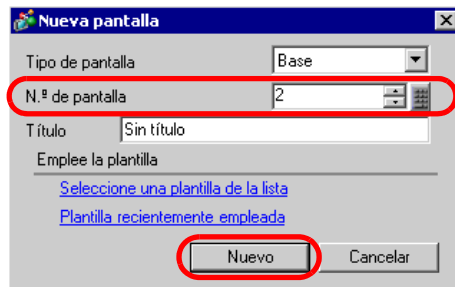 Nueva pantalla
Tipo de pantalla Base
N.º de pantalla 2
Título Sin título
Emplee la plantilla
Seleccione una plantilla de la lista
Plantilla recientemente empleada
Nuevo Cancelar